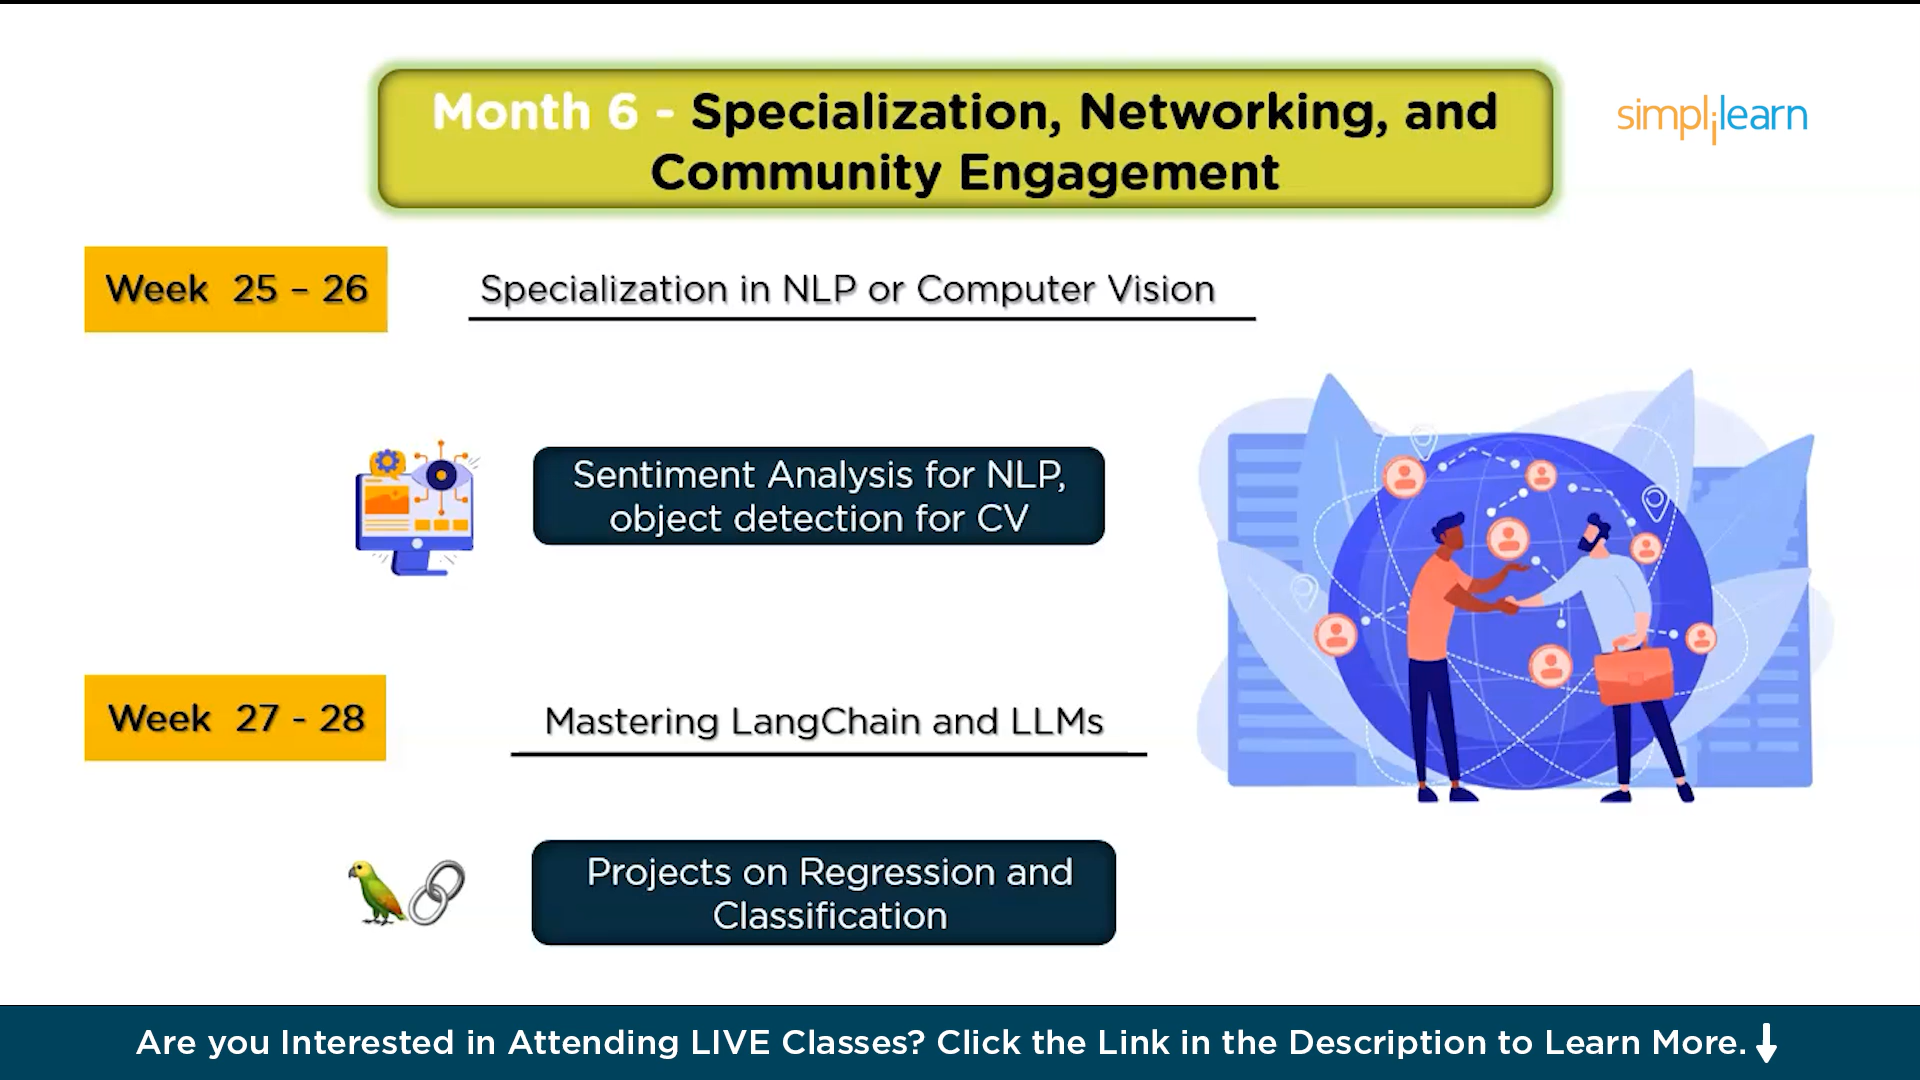 Month 6 - Specialization, Networking, and
Community Engagement
simplilearn
Week 25 – 26
Specialization in NLP or Computer Vision
Sentiment Analysis for NLP,
object detection for CV
Week 27 - 28
Mastering LangChain and LLMs
Projects on Regression and
Classification
Are you Interested in Attending LIVE Classes? Click the Link in the Description to Learn More.